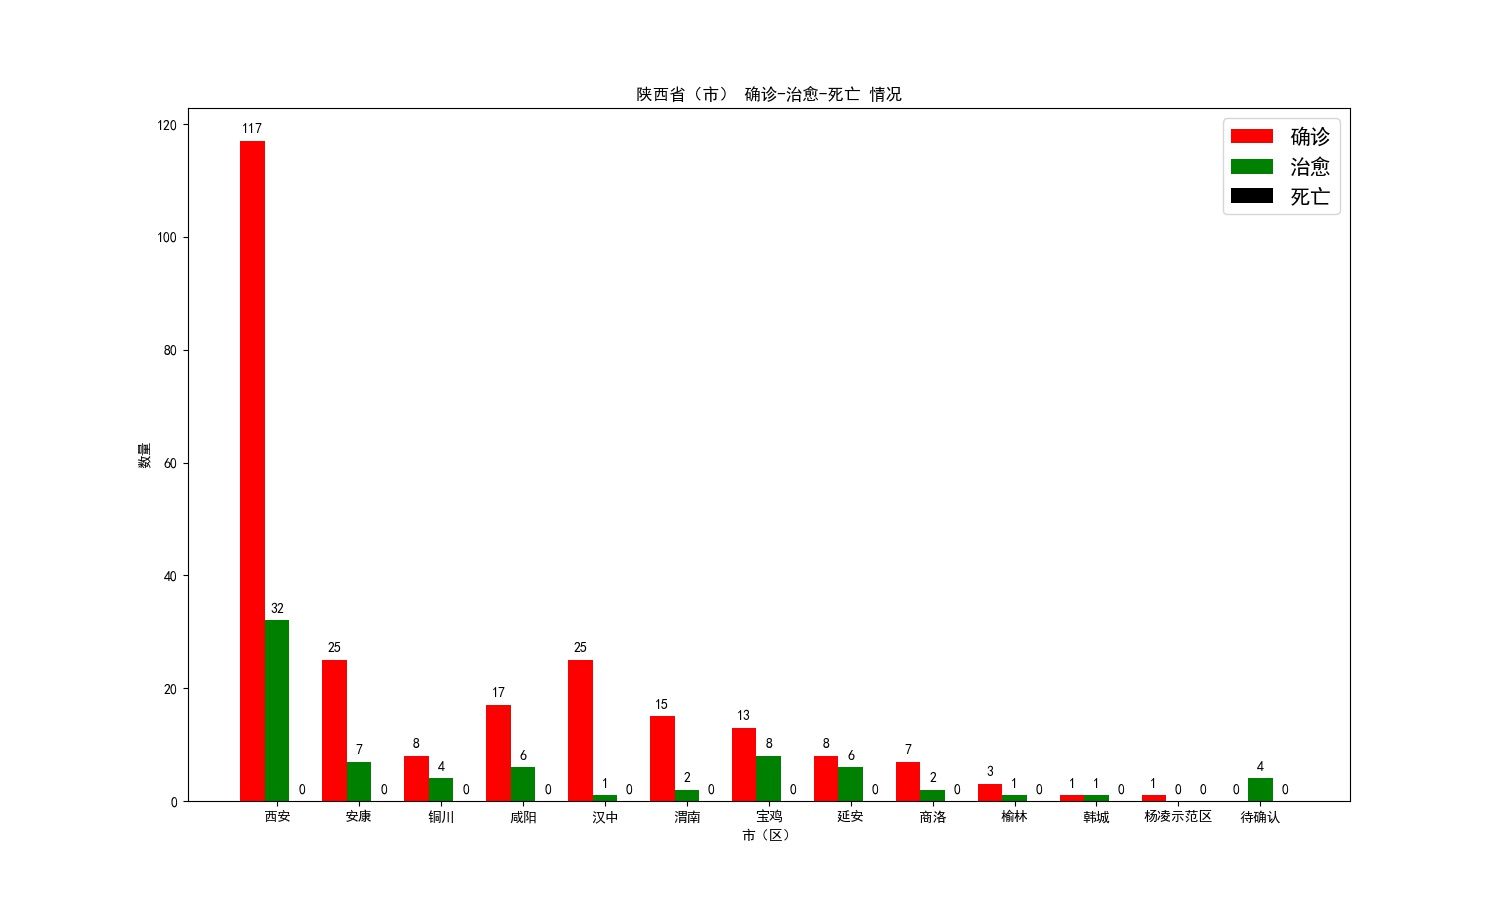 陕西省（市） 确诊-治愈-死亡 情况
确诊
治愈
死亡
数量
120
100
80
60
40
20
0
117 32 0
25 7 0
8 4 0
17 6 0
25 1 0
15 2 0
13 8 0
8 6 0
7 2 0
3 1 0
1 1 0
1 0 0
0 4 0
西安 安康 铜川 咸阳 汉中 渭南 宝鸡 延安 商洛 榆林 韩城 杨凌示范区 待确认
市（区）